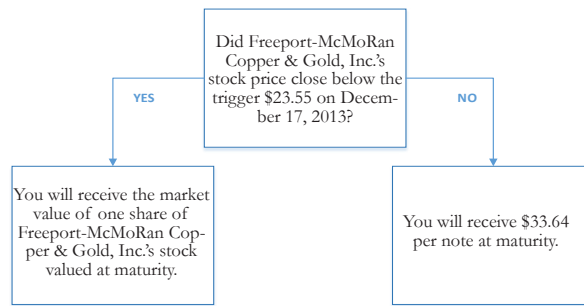 Did Freeport-McMoRan
Copper & Gold, Inc.'s
stock price close below the
trigger $23.55 on Decem-
ber 17, 2013?
YES
NO
You will receive the market
value of one share of
Freeport-McMoRan Cop-
per & Gold, Inc.'s stock
valued at maturity.
You will receive $33.64
per note at maturity.